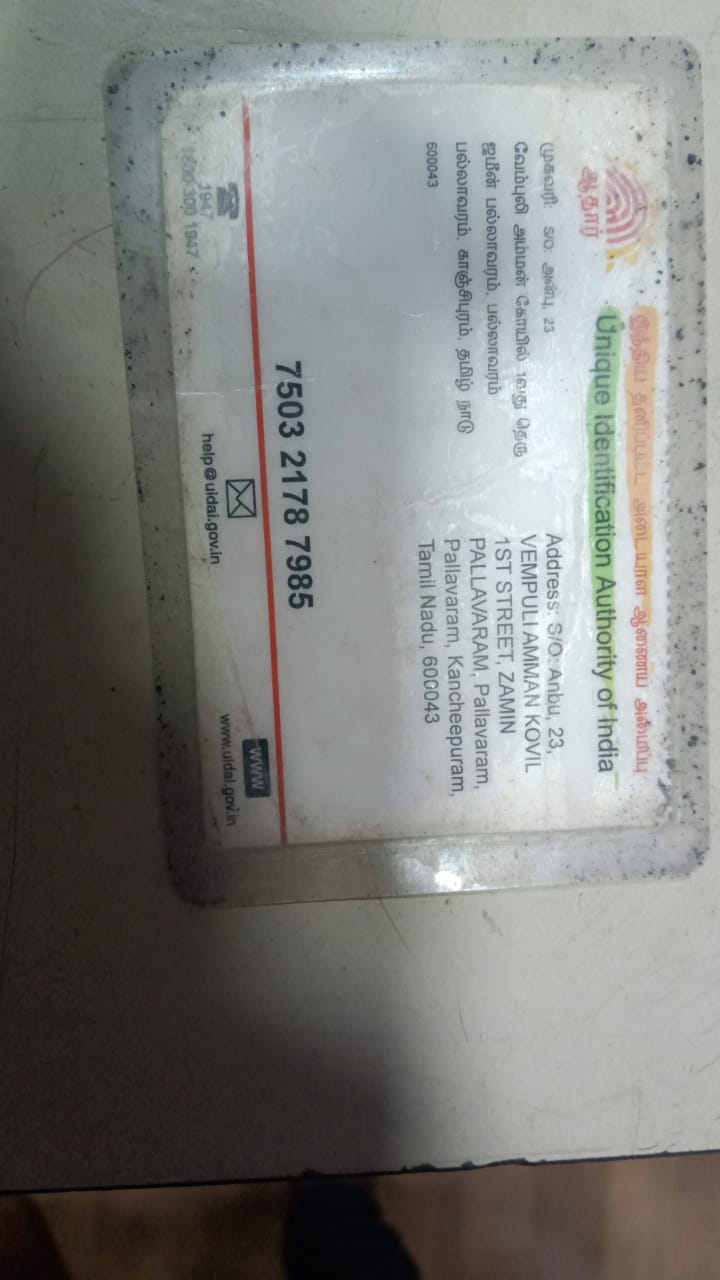 இந்திய தனிப்பட்ட அடையாள ஆணைய அமைப்பு
Unique Identification Authority of India
ஆதார்
முகவரி: S/O: அன்பு, 23
வேம்புலி அம்மன் கோயில் 1வது தெரு
ஜமீன் பல்லாவரம், பல்லாவரம்
பல்லாவரம், காஞ்சிபுரம், தமிழ் நாடு
600043
Address: S/O: Anbu, 23,
VEMPULI AMMAN KOVIL
1ST STREET, ZAMIN
PALLAVARAM, Pallavaram,
Pallavaram, Kancheepuram,
Tamil Nadu, 600043
7503 2178 7985
1947
1800 300 1947
help@uidai.gov.in
WWW
www.uidai.gov.in